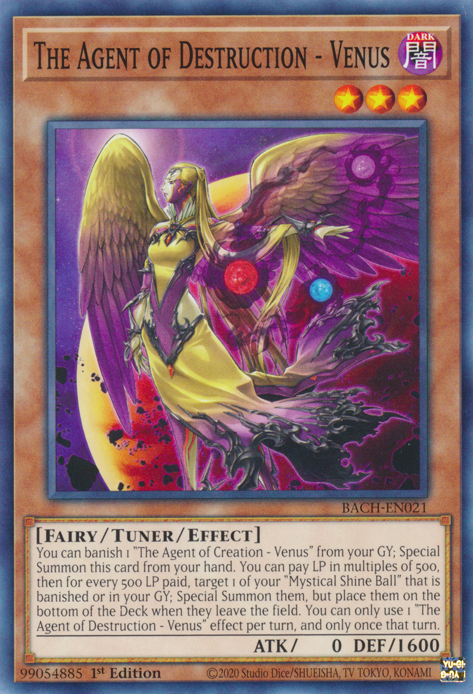 THE AGENT OF DESTRUCTION - VENUS
DARK
闇
BACH-EN021
[FAIRY/TUNER/EFFECT]
You can banish 1 "The Agent of Creation - Venus" from your GY; Special
Summon this card from your hand. You can pay LP in multiples of 500,
then for every 500 LP paid, target 1 of your "Mystical Shine Ball" that is
banished or in your GY; Special Summon them, but place them on the
bottom of the Deck when they leave the field. You can only use 1 "The
Agent of Destruction - Venus" effect per turn, and only once that turn.
ATK/ 0 DEF/1600
99054885 1st Edition ©2020 Studio Dice/SHUEISHA, TV TOKYO, KONAMI